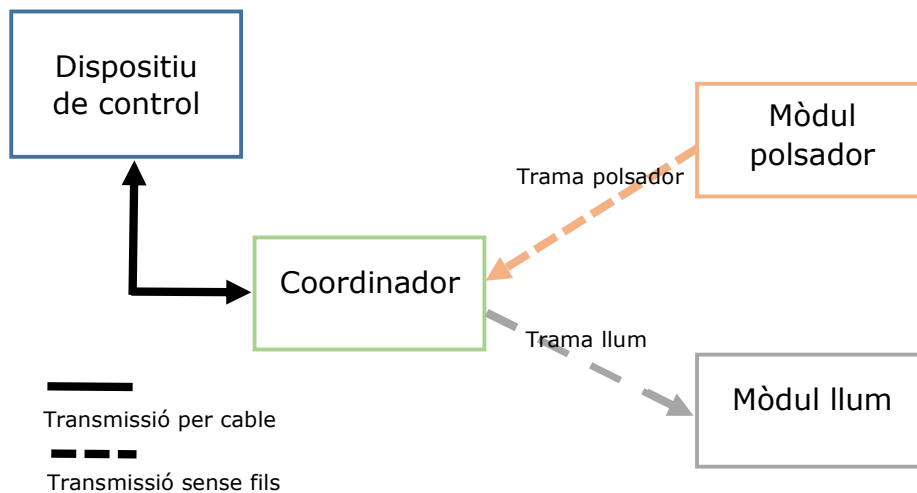 Dispositiu
de control
Mòdul
polsador
Trama polsador
Coordinador
Trama llum
Mòdul llum
Transmissió per cable
Transmissió sense fils